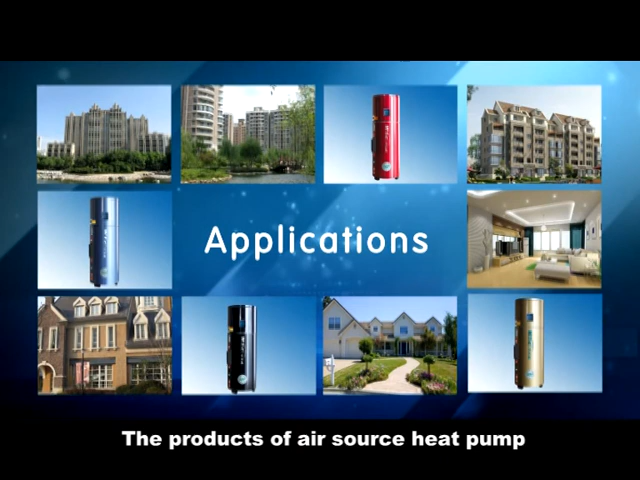 Applications
The products of air source heat pump